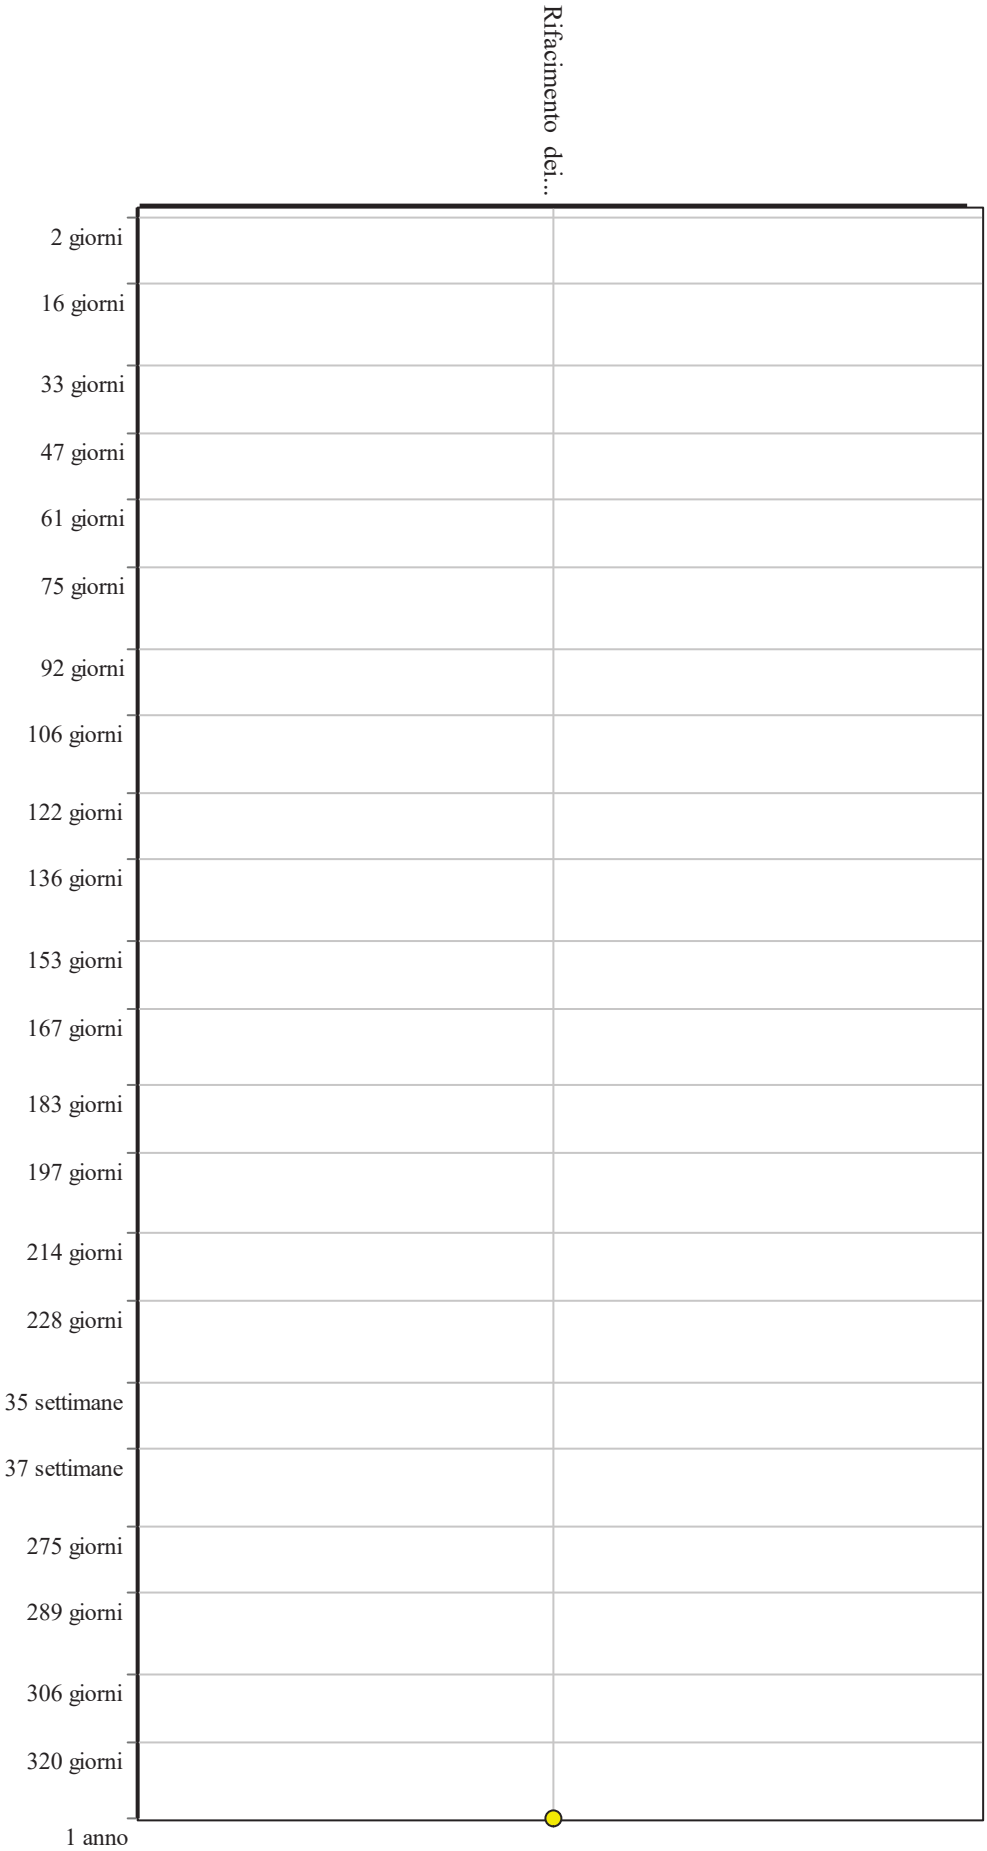 Rifacimento dei...
2 giorni
16 giorni
33 giorni
47 giorni
61 giorni
75 giorni
92 giorni
106 giorni
122 giorni
136 giorni
153 giorni
167 giorni
183 giorni
197 giorni
214 giorni
228 giorni
35 settimane
37 settimane
275 giorni
289 giorni
306 giorni
320 giorni
1 anno